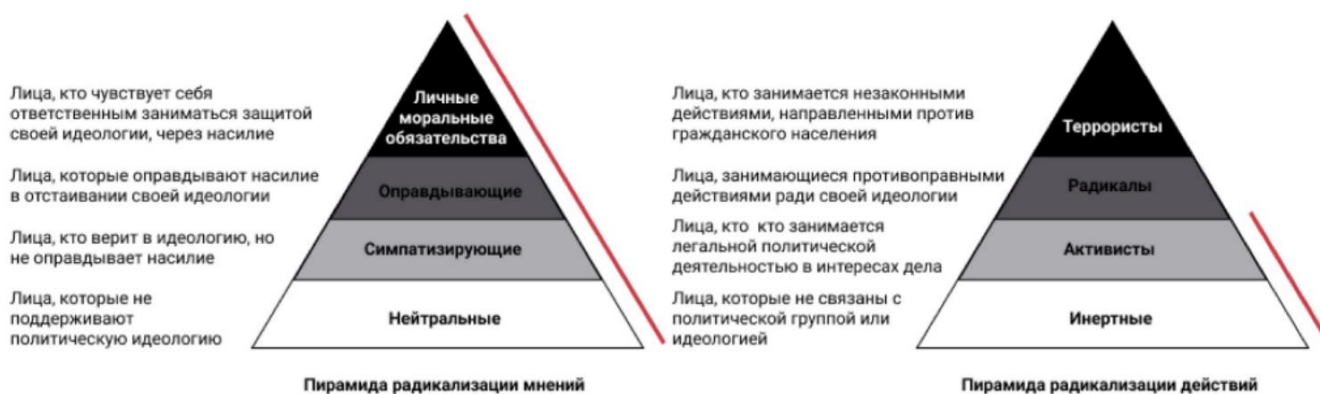 Лица, кто чувствует себя
ответственным заниматься защитой
своей идеологии, через насилие
Личные
моральные
обязательства
Лица, которые оправдывают насилие
в отстаивании своей идеологии
Оправдывающие
Лица, кто верит в идеологию, но
не оправдывает насилие
Симпатизирующие
Лица, которые не
поддерживают
политическую идеологию
Нейтральные
Пирамида радикализации мнений
Лица, кто занимается незаконными
действиями, направленными против
гражданского населения
Террористы
Лица, занимающиеся противоправными
действиями ради своей идеологии
Радикалы
Лица, кто кто занимается
легальной политической
деятельностью в интересах дела
Активисты
Лица, которые не связаны с
политической группой или
идеологией
Инертные
Пирамида радикализации действий